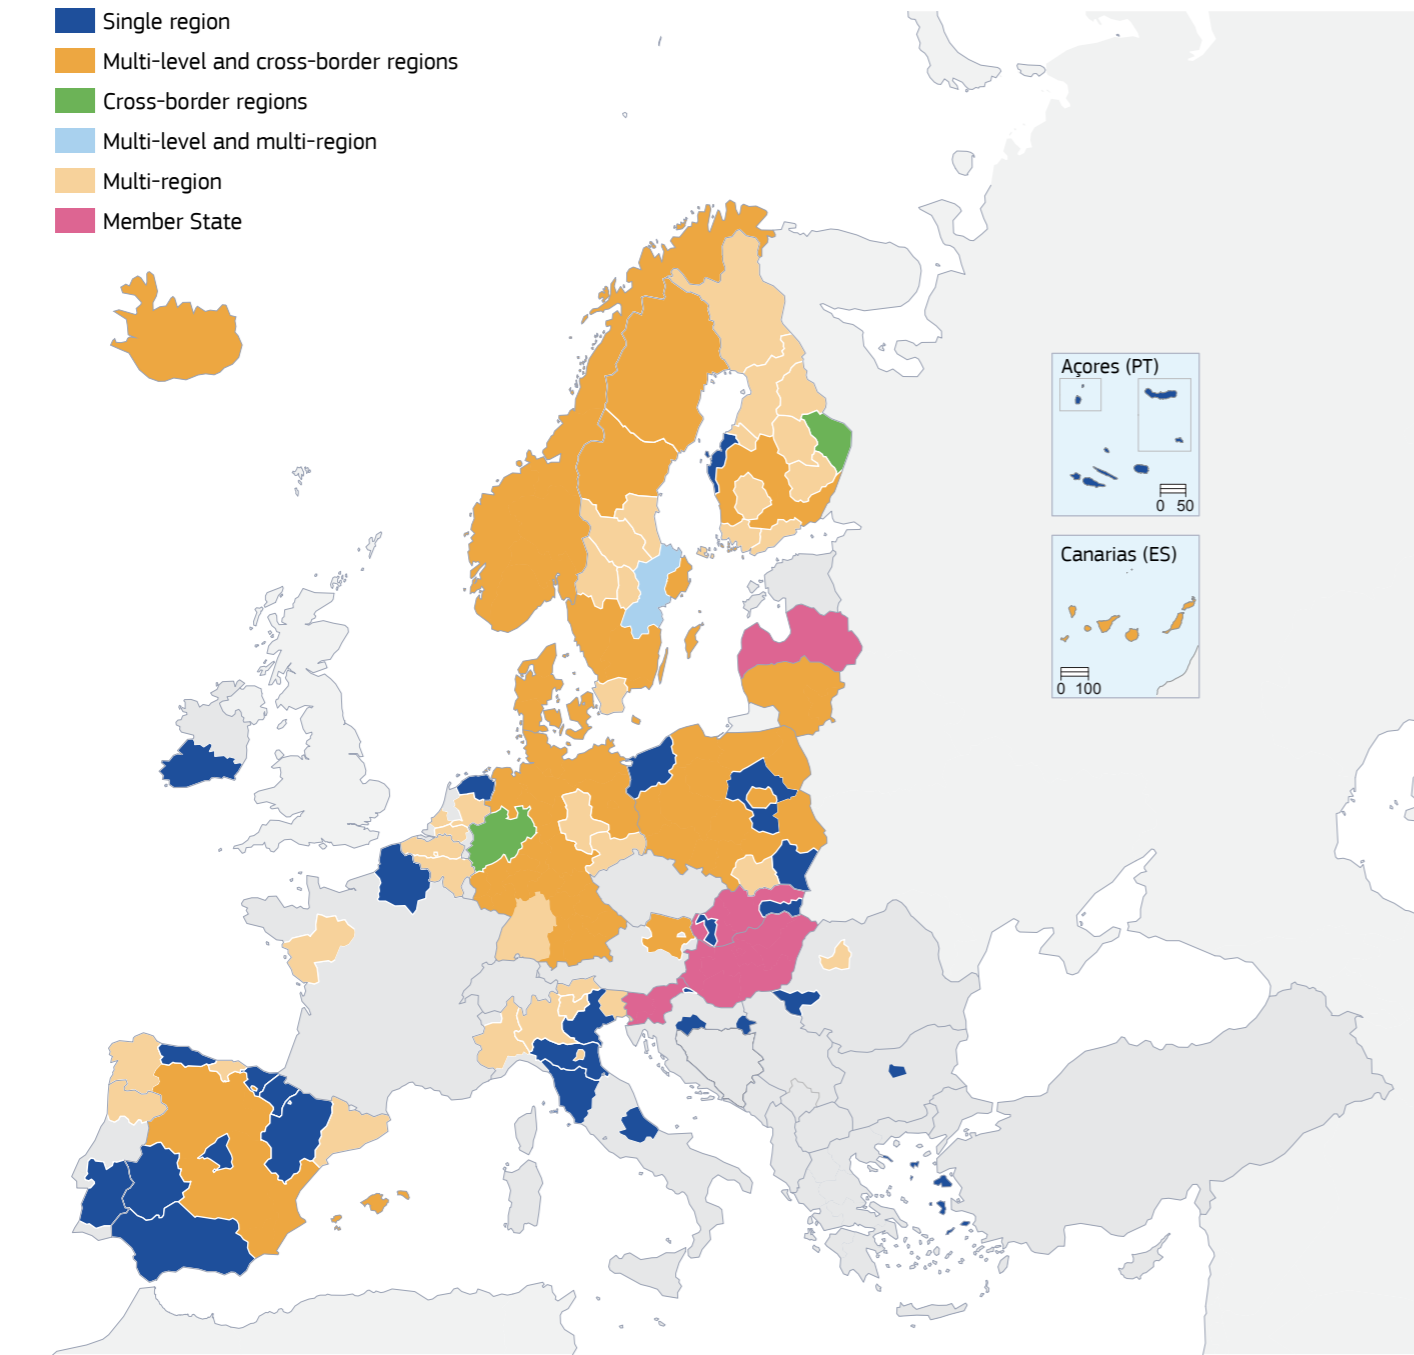 Single region
Multi-level and cross-border regions
Cross-border regions
Multi-level and multi-region
Multi-region
Member State
Açores (PT)
0 50
Canarias (ES)
0 100